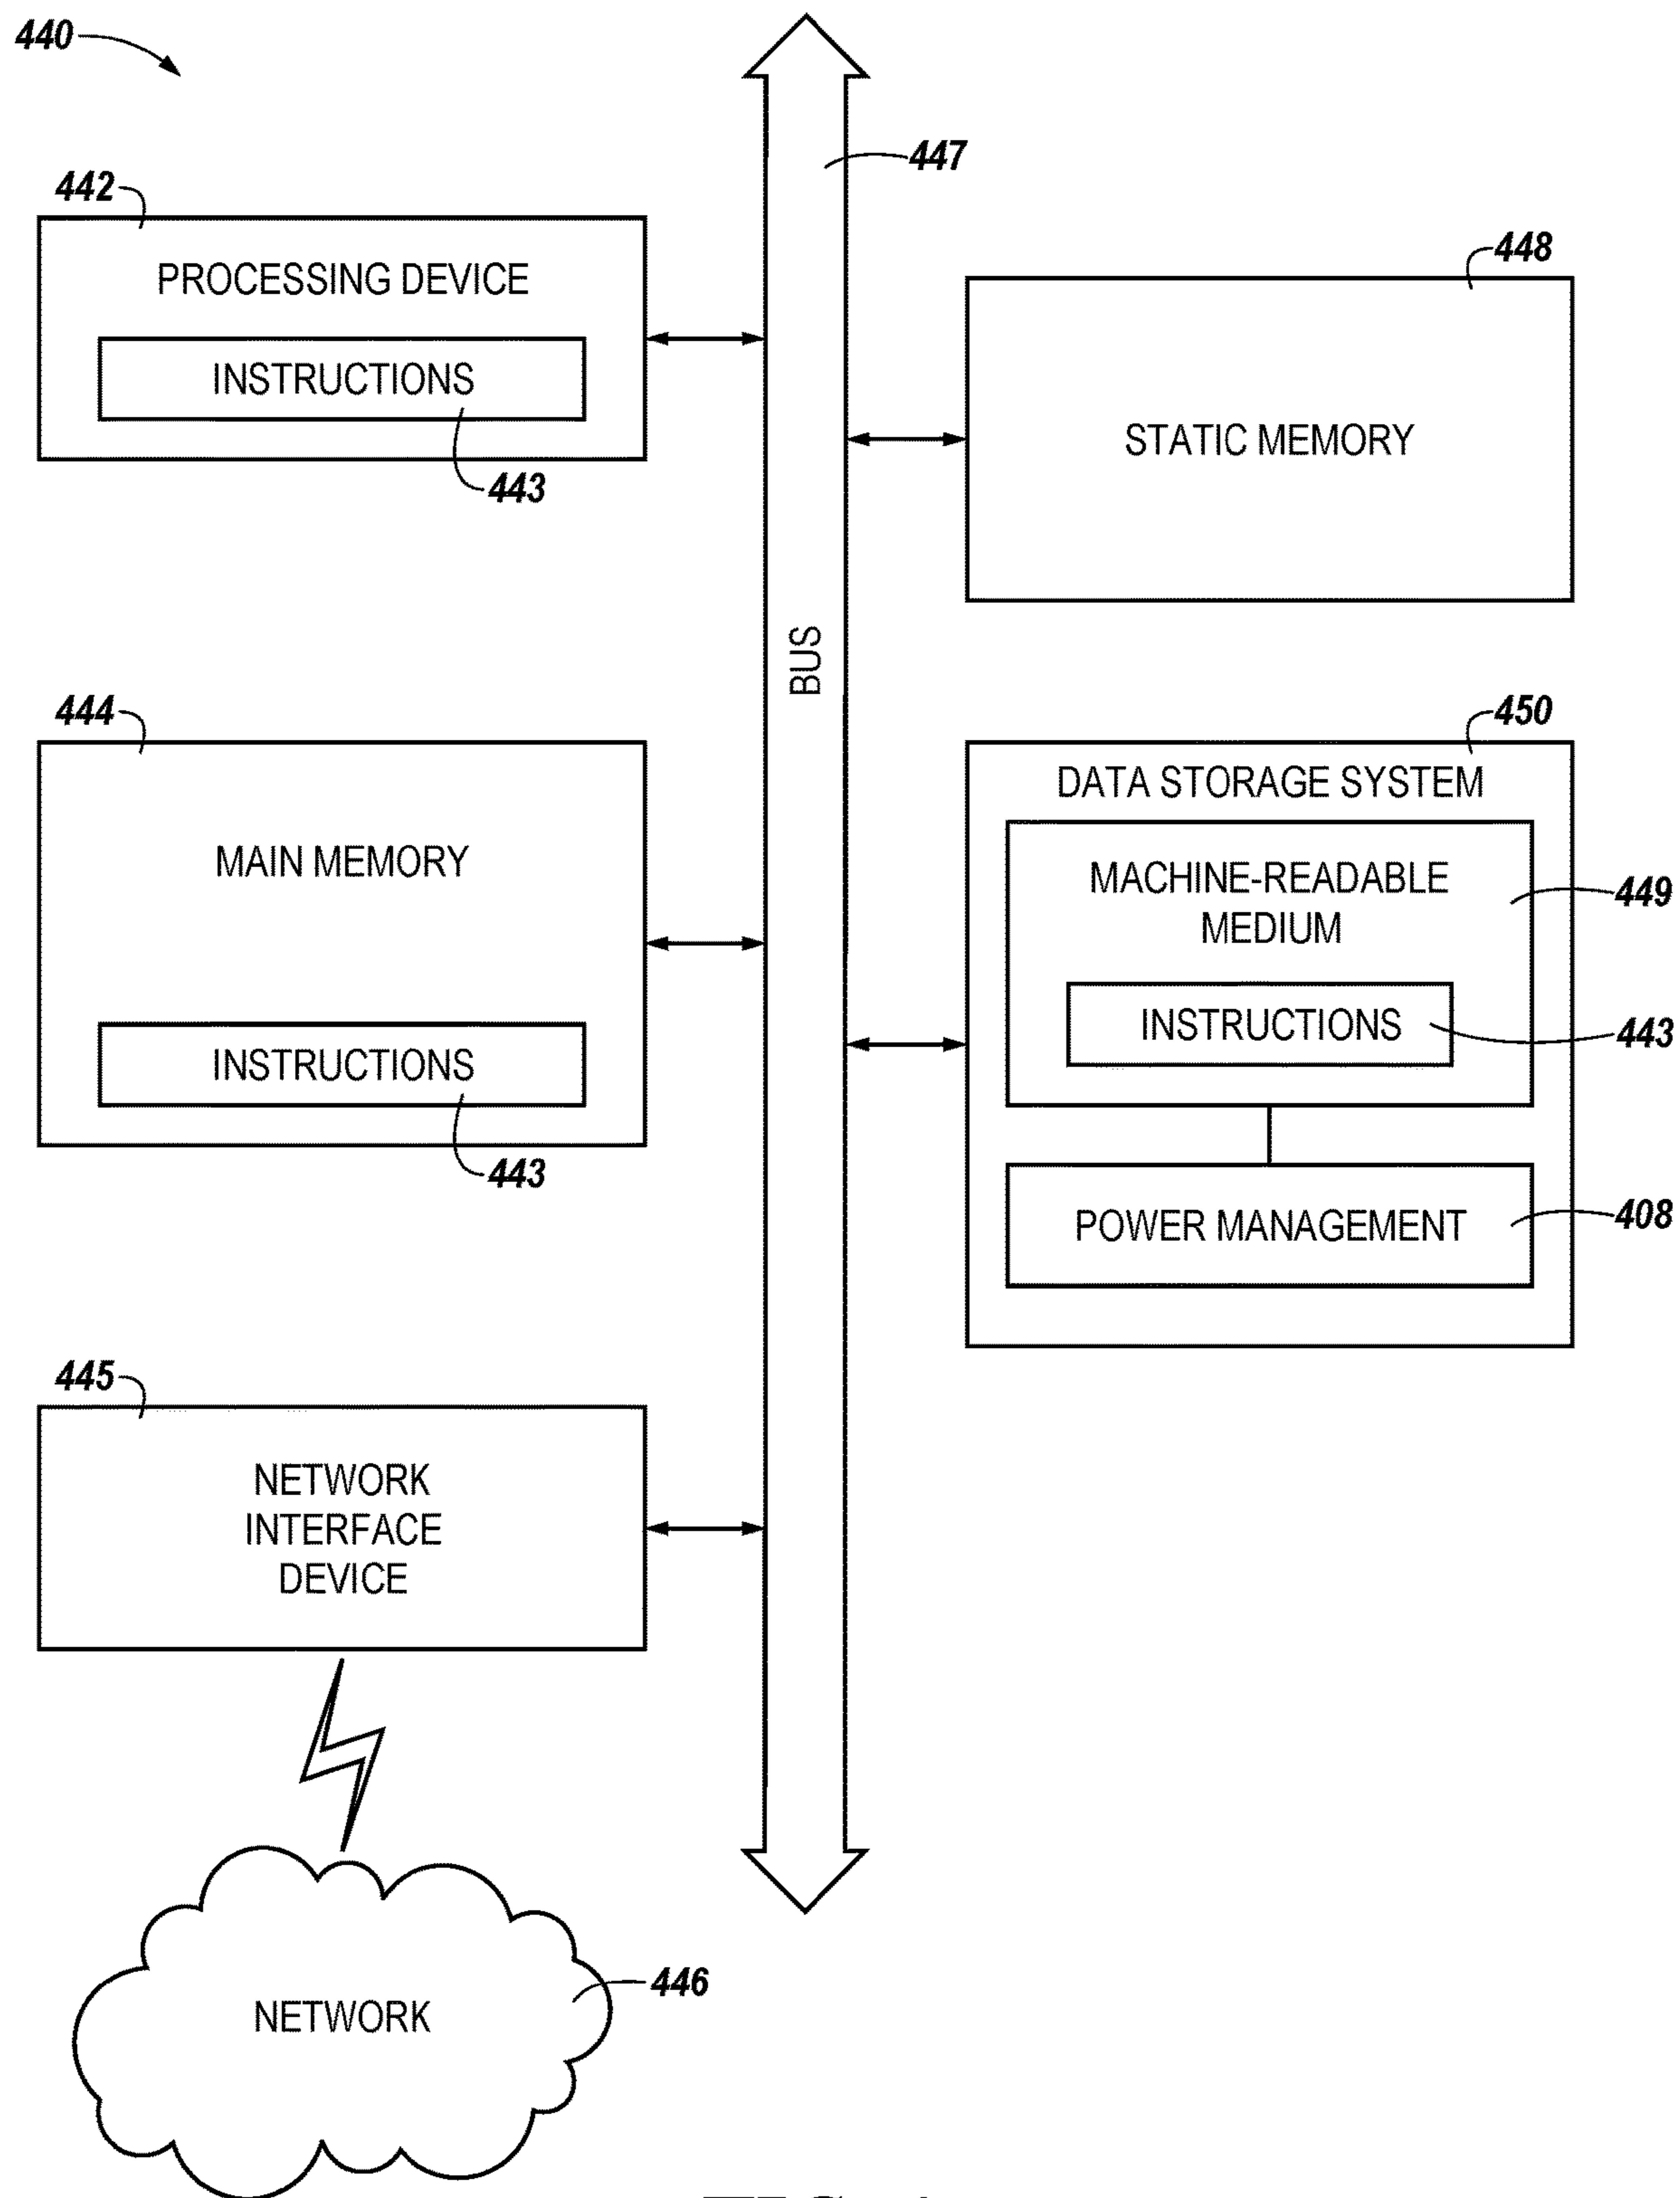 440
447
442
PROCESSING DEVICE
INSTRUCTIONS
443
448
STATIC MEMORY
BUS
444
MAIN MEMORY
INSTRUCTIONS
443
450
DATA STORAGE SYSTEM
MACHINE-READABLE
MEDIUM
449
INSTRUCTIONS
443
POWER MANAGEMENT
408
445
NETWORK
INTERFACE
DEVICE
NETWORK
446